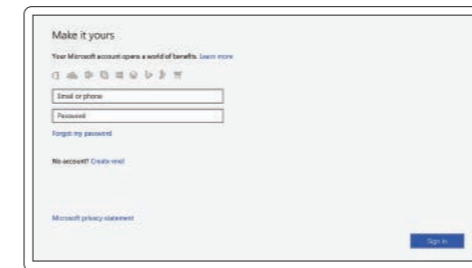 Make it yours
Your Microsoft account opens a world of benefits. Learn more
Email or phone
Password
Forgot my password
No account? Create one!
Microsoft privacy statement
Sign in